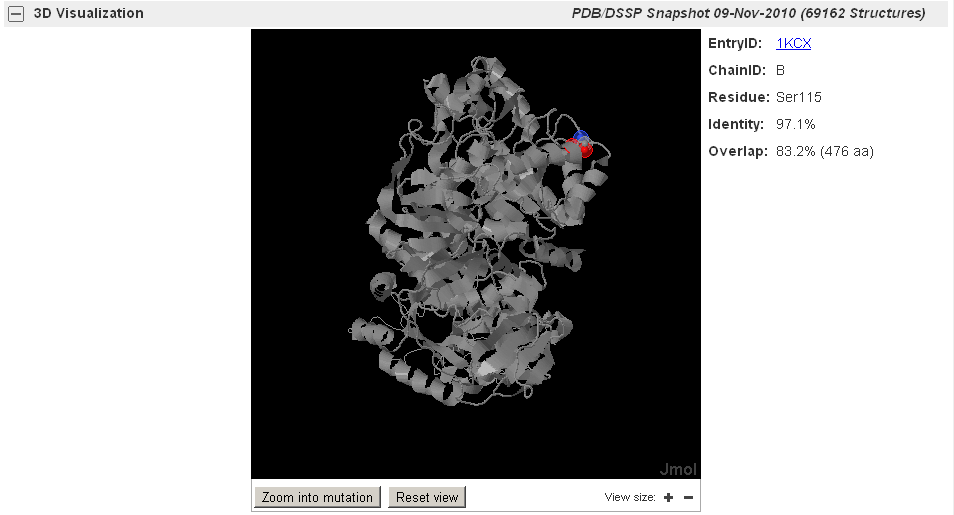 3D Visualization
PDB/DSSP Snapshot 09-Nov-2010 (69162 Structures)
EntryID: 1KCX
ChainID: B
Residue: Ser115
Identity: 97.1%
Overlap: 83.2% (476 aa)
Jmol
Zoom into mutation Reset view View size: + −